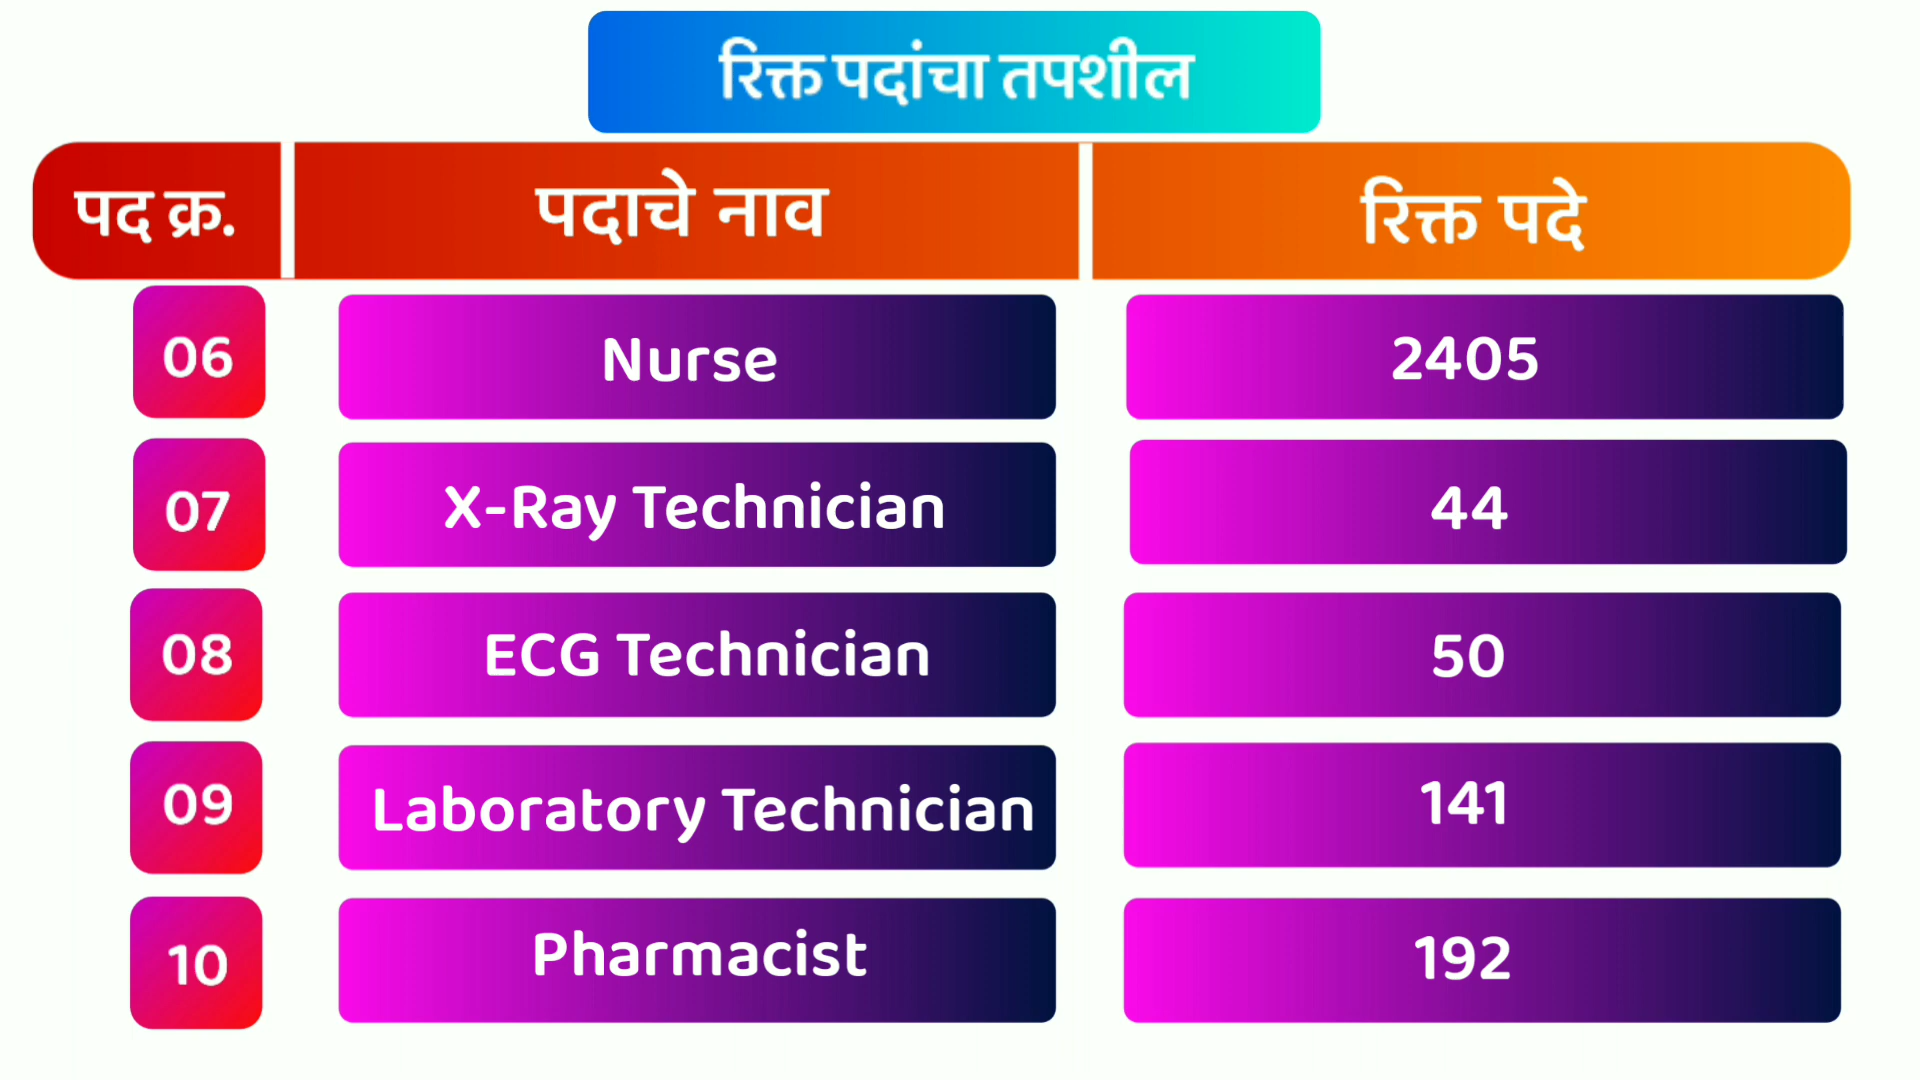 रिक्त पदांचा तपशील
पद क्र. पदाचे नाव रिक्त पदे
06 Nurse 2405
07 X-Ray Technician 44
08 ECG Technician 50
09 Laboratory Technician 141
10 Pharmacist 192